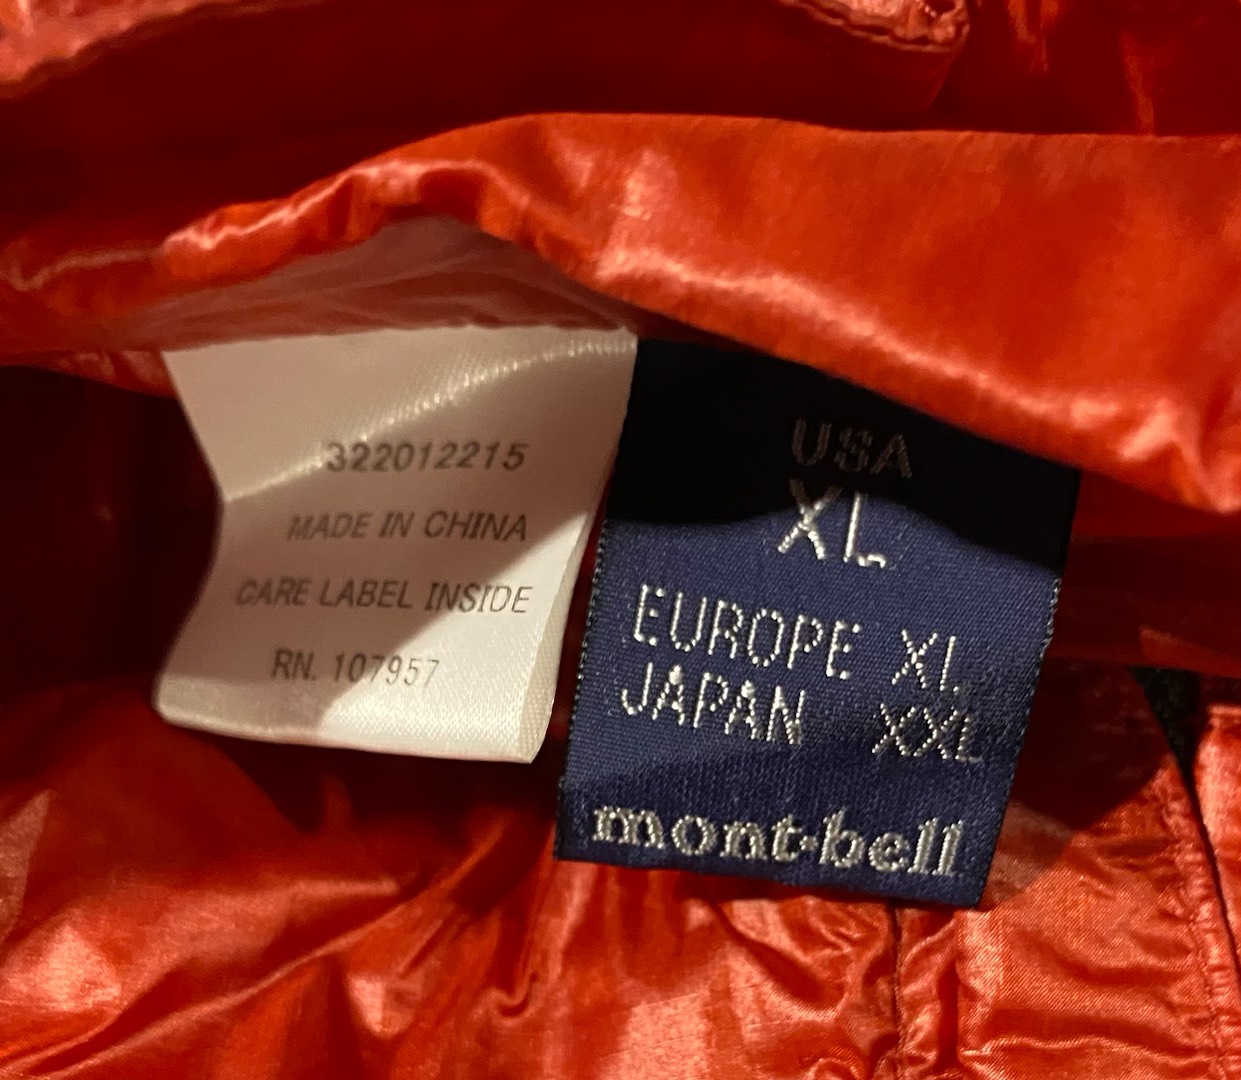 322012215
MADE IN CHINA
CARE LABEL INSIDE
RN. 107957
USA
XL
EUROPE XL
JAPAN XXL
mont-bell